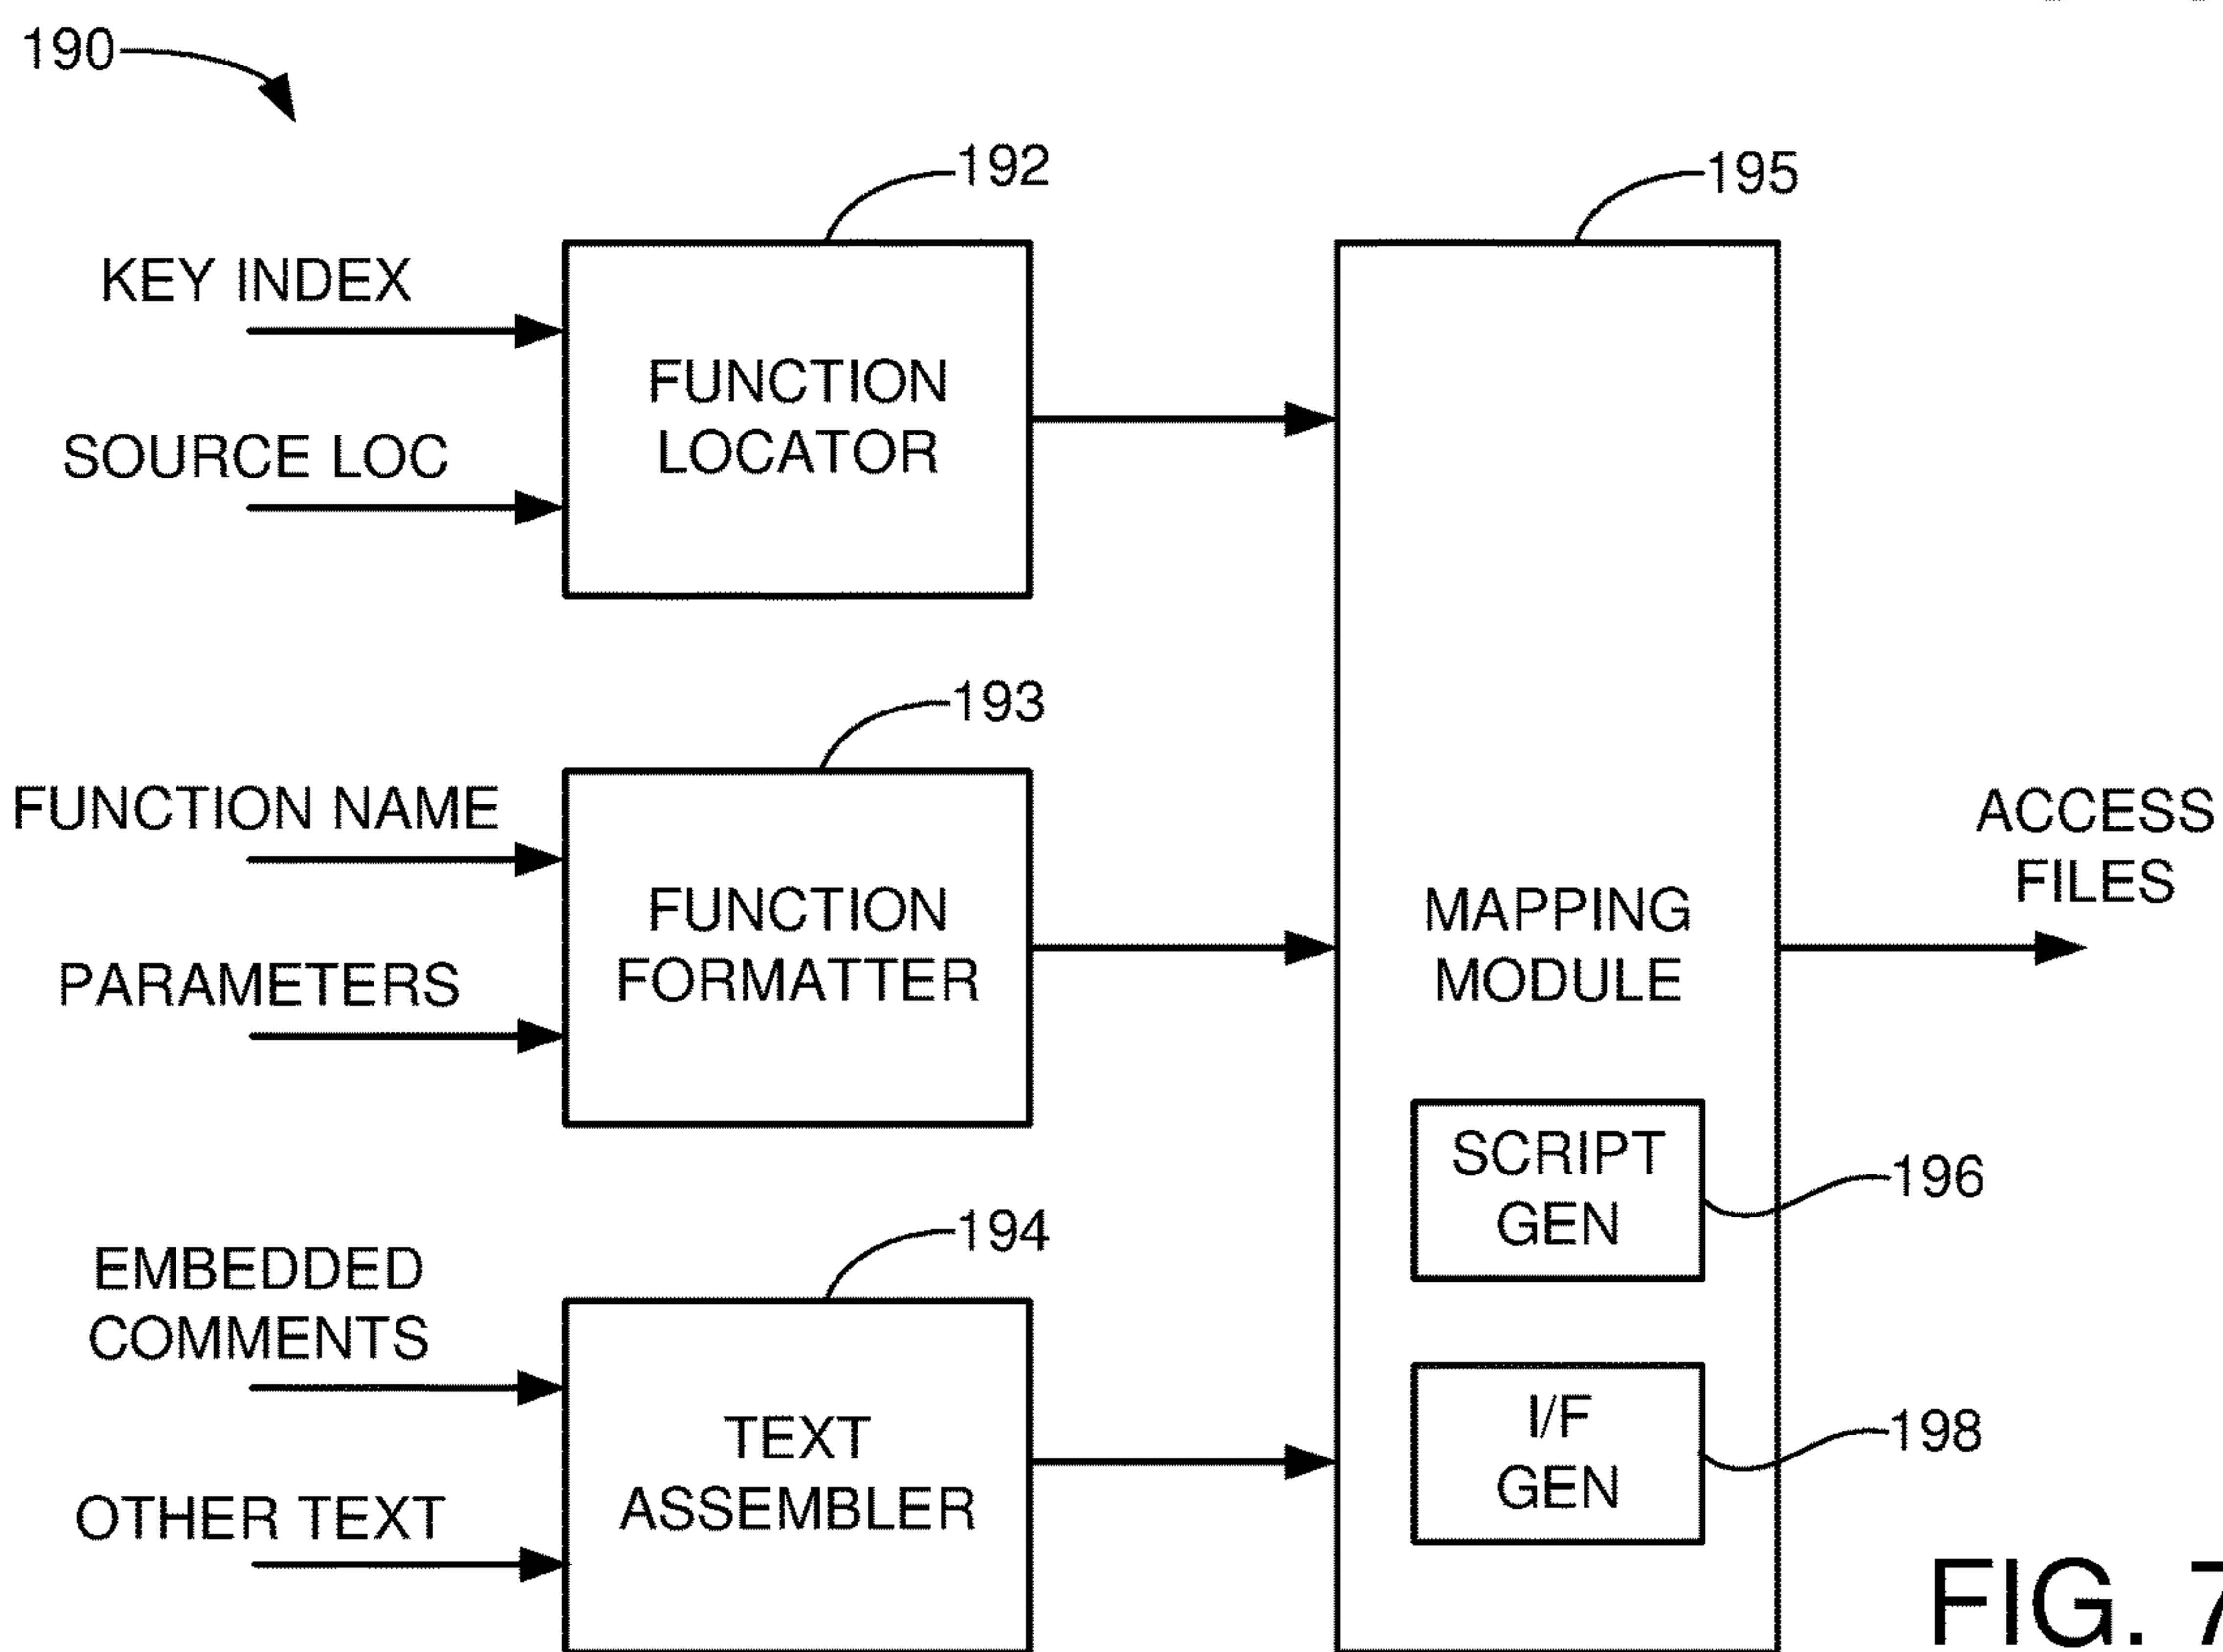 190
192
195
KEY INDEX
FUNCTION
LOCATOR
SOURCE LOC
193
FUNCTION NAME
FUNCTION
FORMATTER
PARAMETERS
MAPPING
MODULE
ACCESS
FILES
194
SCRIPT
GEN
196
EMBEDDED
COMMENTS
TEXT
ASSEMBLER
OTHER TEXT
I/F
GEN
198
FIG. 7